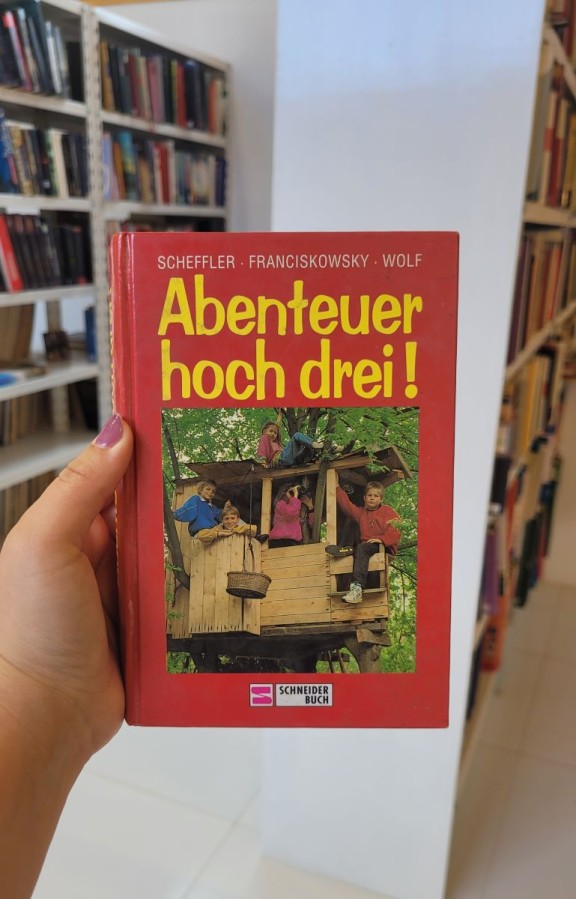 SCHEFFLER · FRANCISKOWSKY · WOLF
Abenteuer
hoch drei!
SCHNEIDER
BUCH